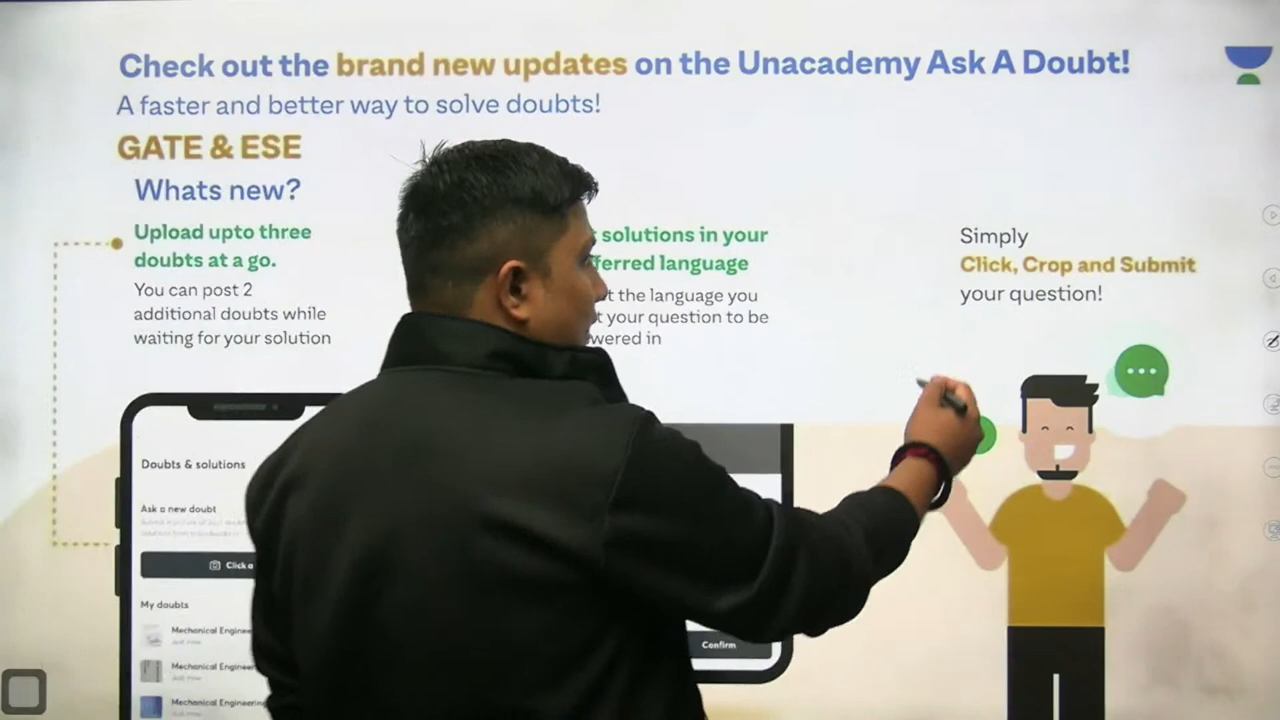 Check out the brand new updates on the Unacademy Ask A Doubt!
A faster and better way to solve doubts!
GATE & ESE
Whats new?
Upload upto three
doubts at a go.
You can post 2
additional doubts while
waiting for your solution
solutions in your
language
the language you
your question to be
in
Simply
Click, Crop and Submit
your question!
Doubts & solutions
Ask a new doubt
Click a
My doubts
Mechanical
Mechanical
Mechanical Engineering
Confirm